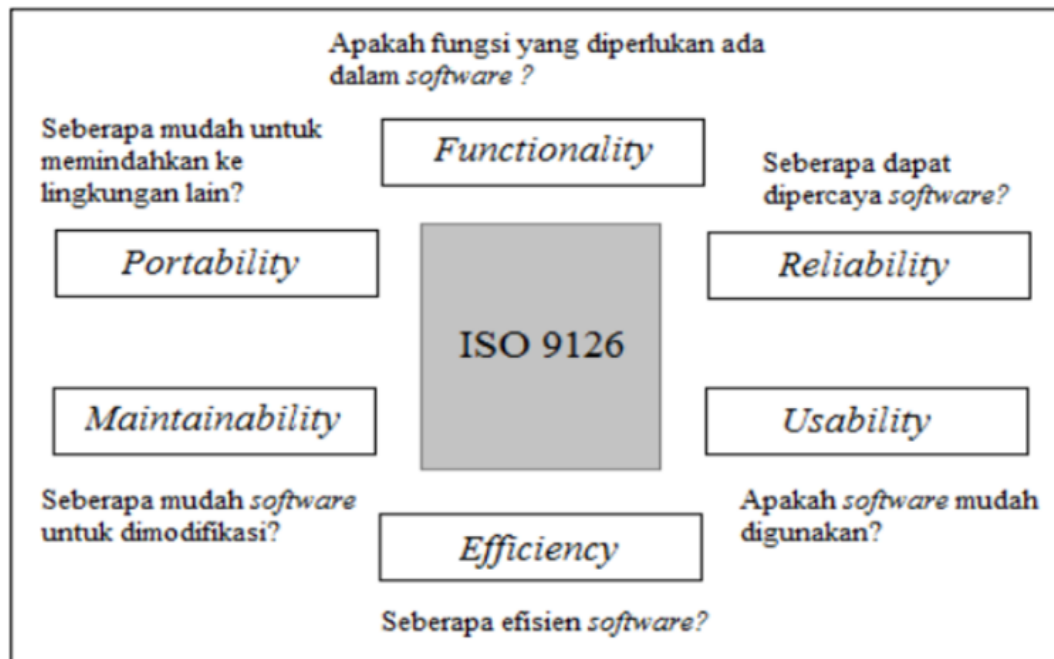 Apakah fungsi yang diperlukan ada
dalam software ?
Functionality
Seberapa mudah untuk
memindahkan ke
lingkungan lain?
Portability
Seberapa dapat
dipercaya software?
Reliability
ISO 9126
Maintainability
Seberapa mudah software
untuk dimodifikasi?
Usability
Apakah software mudah
digunakan?
Efficiency
Seberapa efisien software?